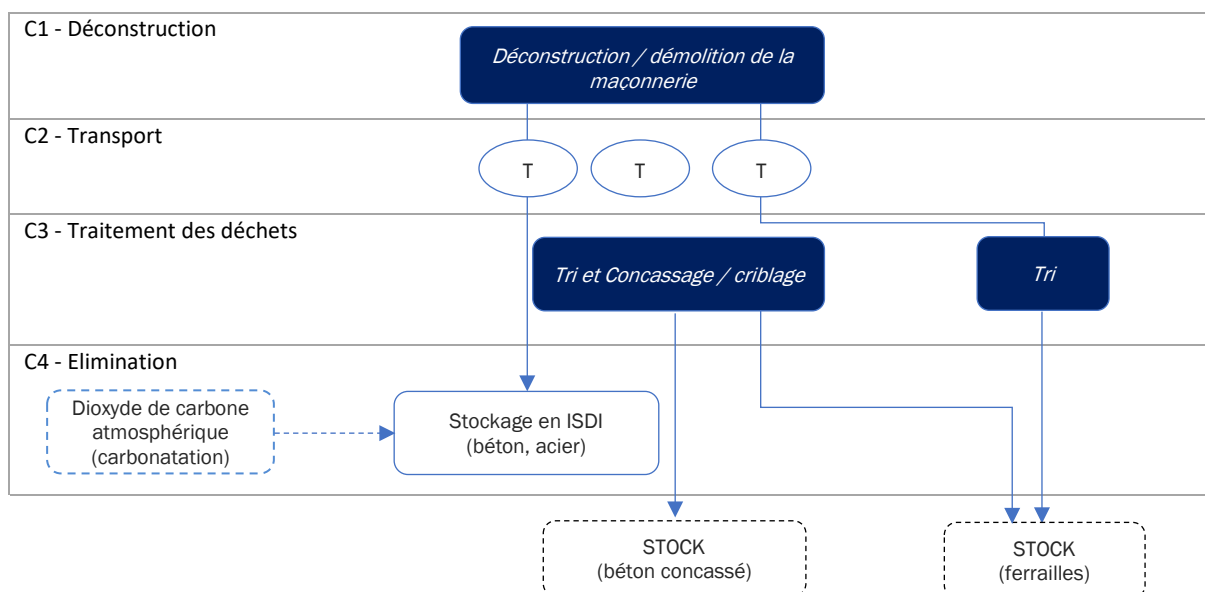 C1 - Déconstruction
Déconstruction / démolition de la
maçonnerie
C2 - Transport
T
T
T
C3 - Traitement des déchets
Tri et Concassage / criblage
Tri
C4 - Elimination
Dioxyde de carbone
atmosphérique
(carbonatation)
Stockage en ISDI
(béton, acier)
STOCK
(béton concassé)
STOCK
(ferrailles)